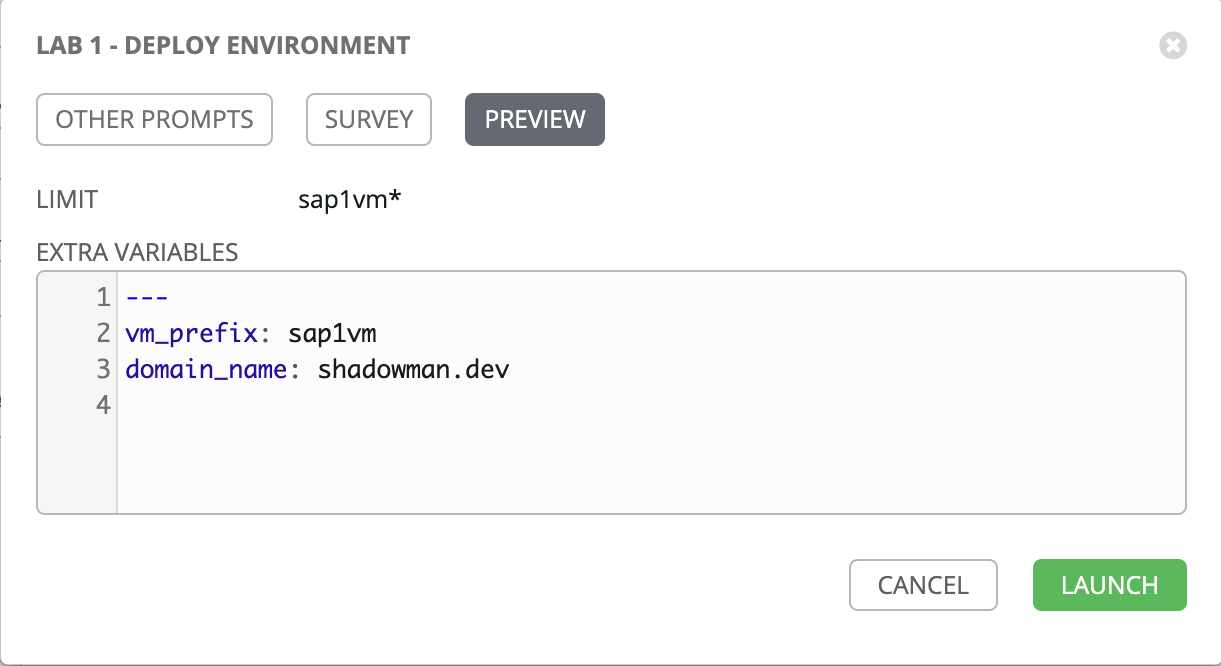 LAB 1 - DEPLOY ENVIRONMENT
OTHER PROMPTS SURVEY PREVIEW
LIMIT sap1vm*
EXTRA VARIABLES
1 ---
2 vm_prefix: sap1vm
3 domain_name: shadowman.dev
4
CANCEL LAUNCH